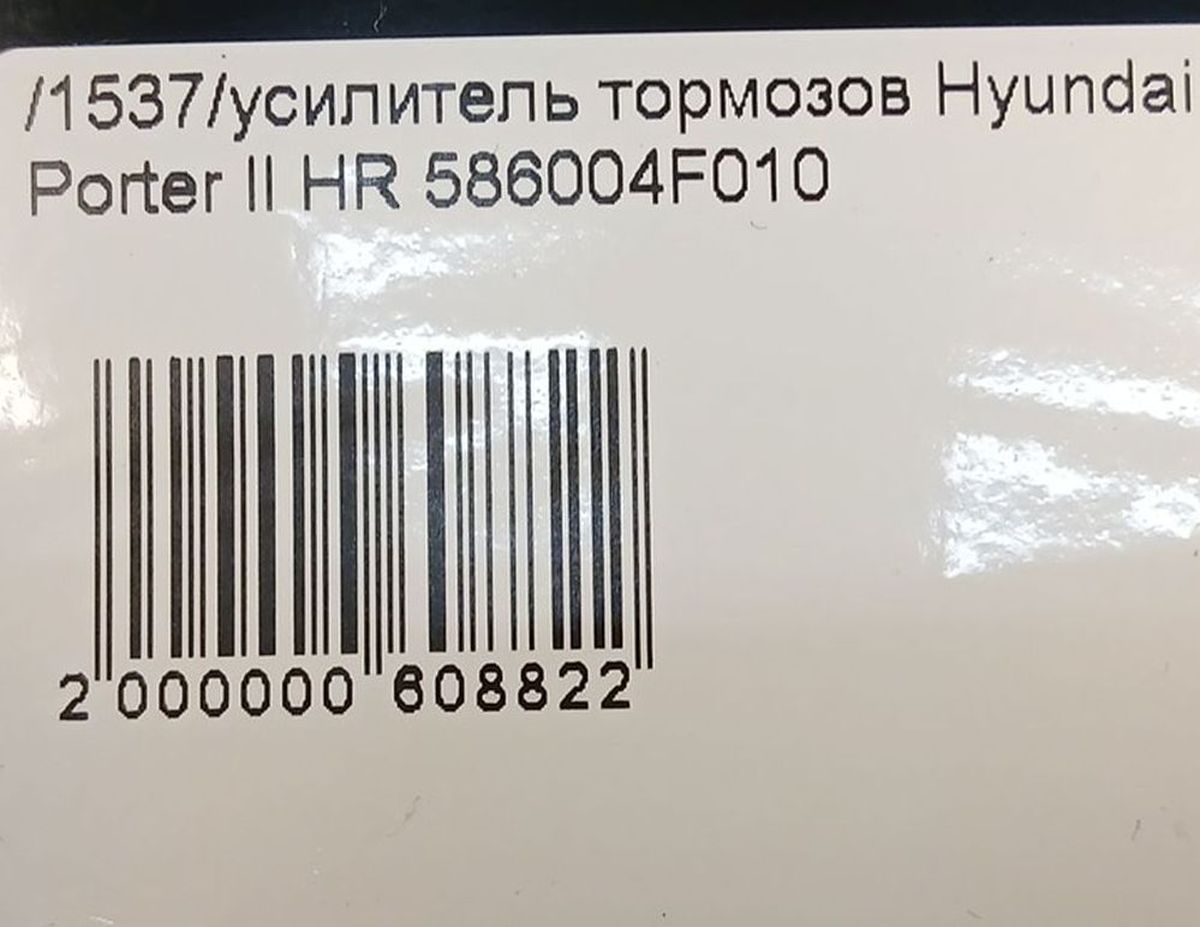 /1537/усилитель тормозов Hyundai
Porter II HR 586004F010
2 000000 608822